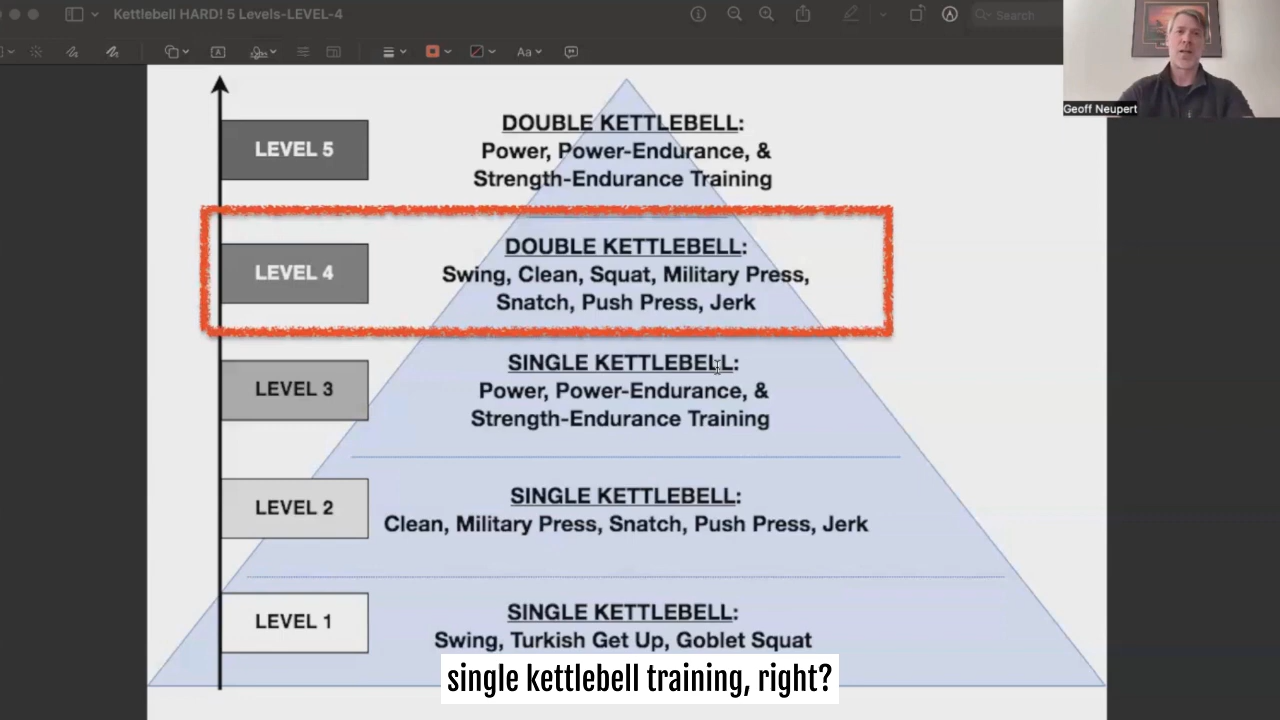 Kettlebell HARD! 5 Levels-LEVEL-4
Search
Aa
Geoff Neupert
LEVEL 5
DOUBLE KETTLEBELL:
Power, Power-Endurance, &
Strength-Endurance Training
LEVEL 4
DOUBLE KETTLEBELL:
Swing, Clean, Squat, Military Press,
Snatch, Push Press, Jerk
LEVEL 3
SINGLE KETTLEBELL:
Power, Power-Endurance, &
Strength-Endurance Training
LEVEL 2
SINGLE KETTLEBELL:
Clean, Military Press, Snatch, Push Press, Jerk
LEVEL 1
SINGLE KETTLEBELL:
Swing, Turkish Get Up, Goblet Squat
single kettlebell training, right?